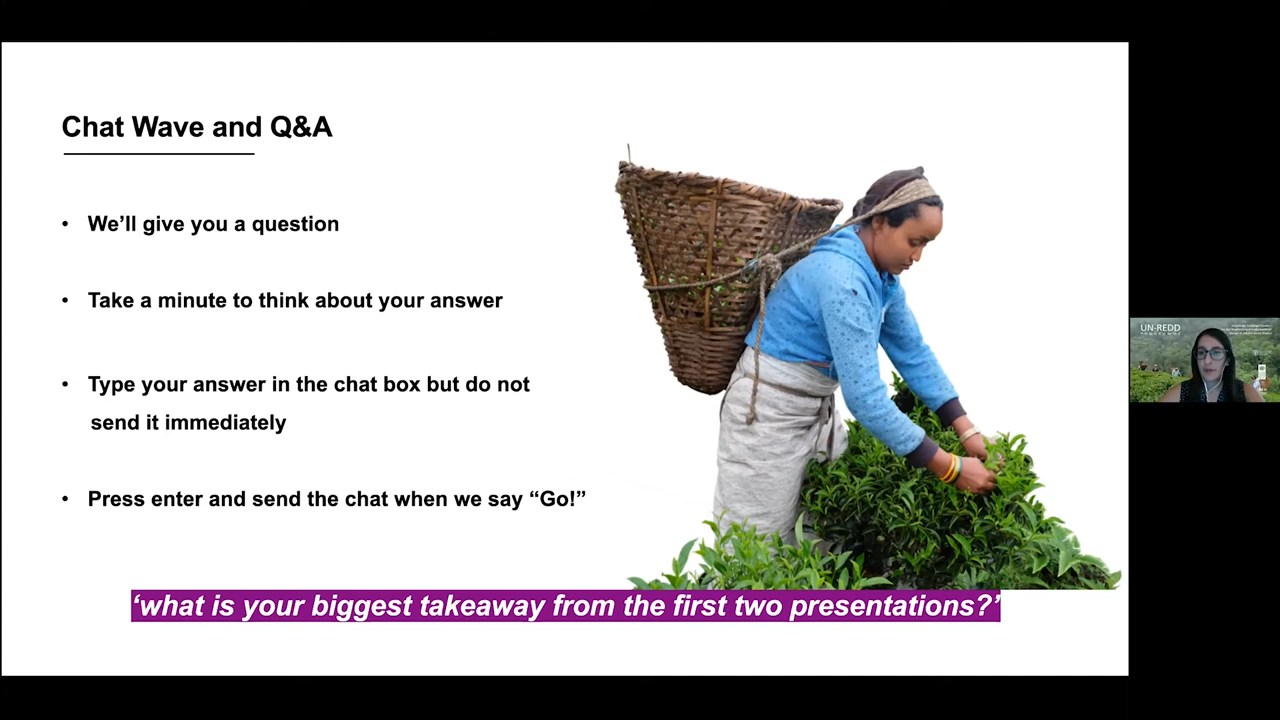 Chat Wave and Q&A
• We’ll give you a question
• Take a minute to think about your answer
• Type your answer in the chat box but do not
send it immediately
• Press enter and send the chat when we say “Go!”
‘what is your biggest takeaway from the first two presentations?’
UN-REDD